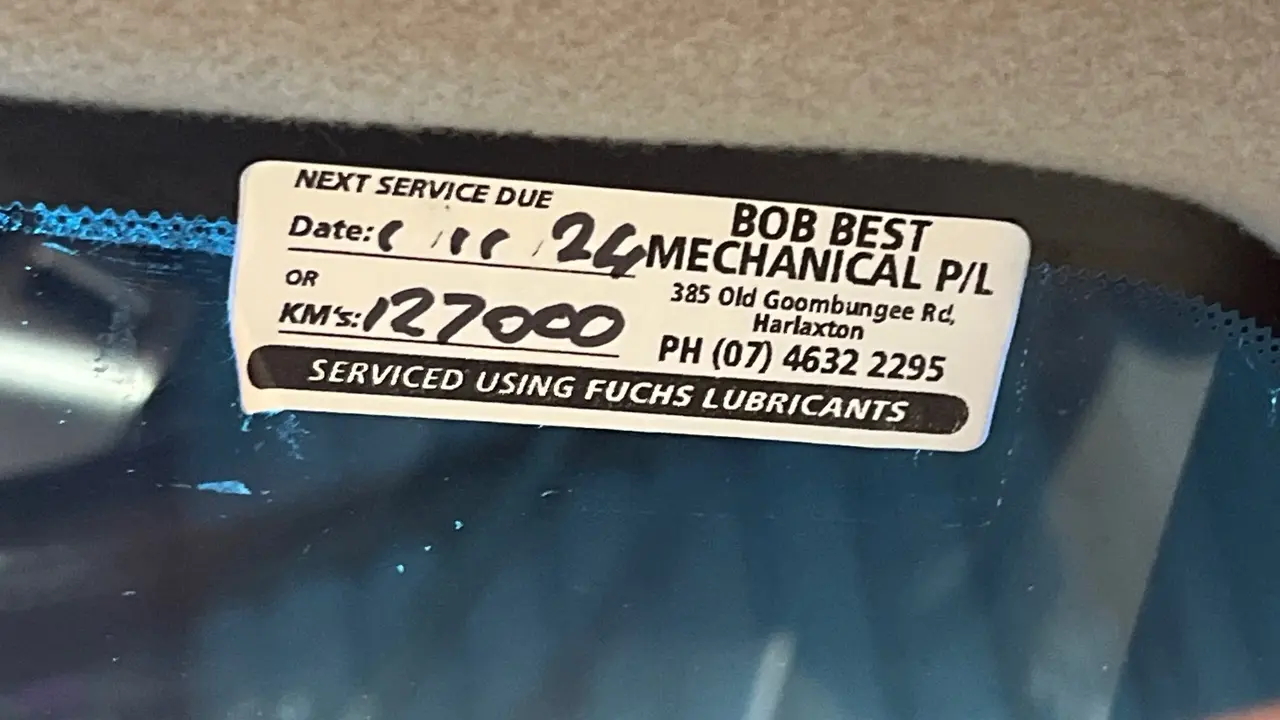 NEXT SERVICE DUE
Date: 1 / 11 / 24
OR
KM's: 127000
BOB BEST
MECHANICAL P/L
385 Old Goombungee Rd,
Harlaxton
PH (07) 4632 2295
SERVICED USING FUCHS LUBRICANTS